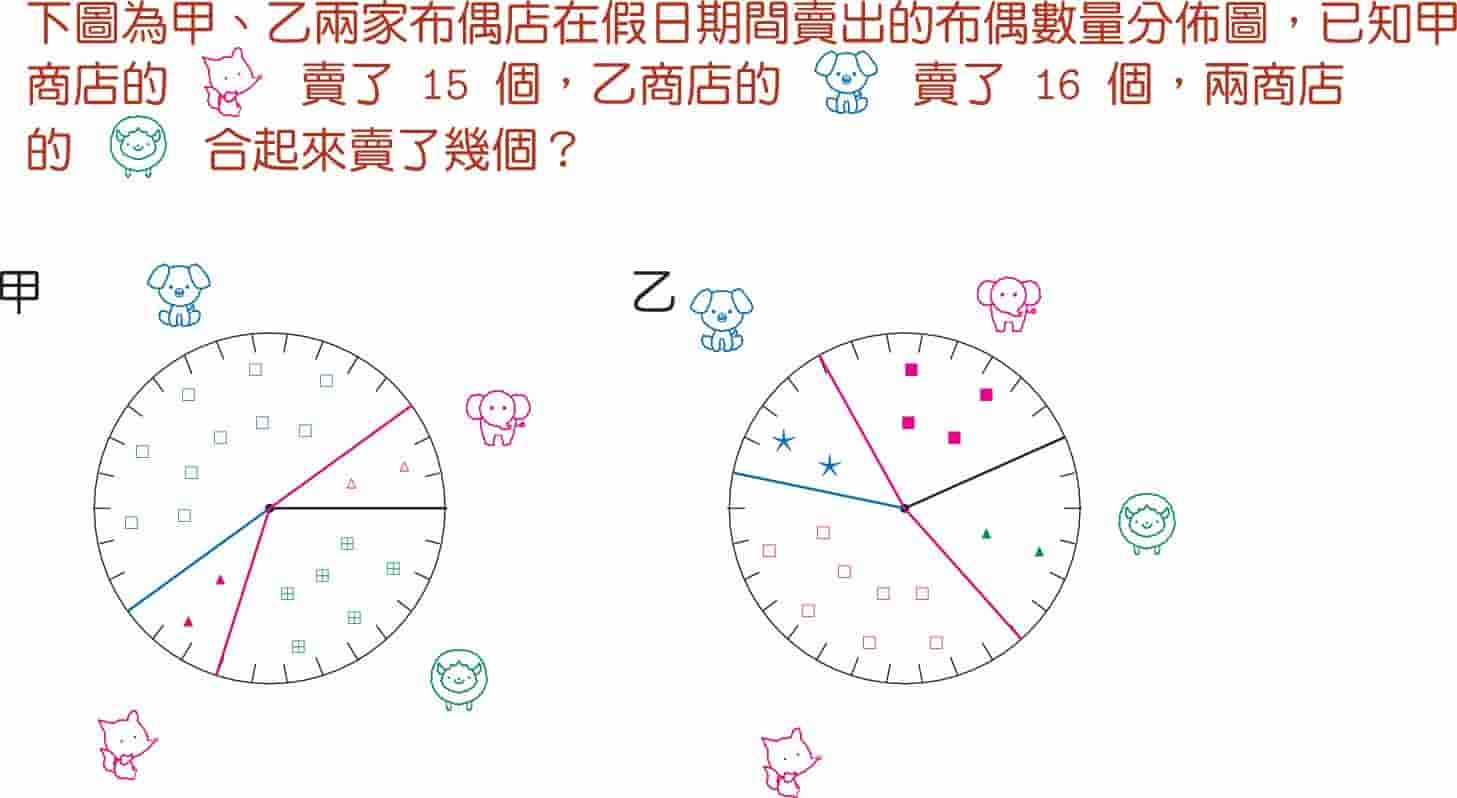 下圖為甲、乙兩家布偶店在假日期間賣出的布偶數量分佈圖，已知甲
商店的 賣了 15 個，乙商店的 賣了 16 個，兩商店
的 合起來賣了幾個？
甲 乙